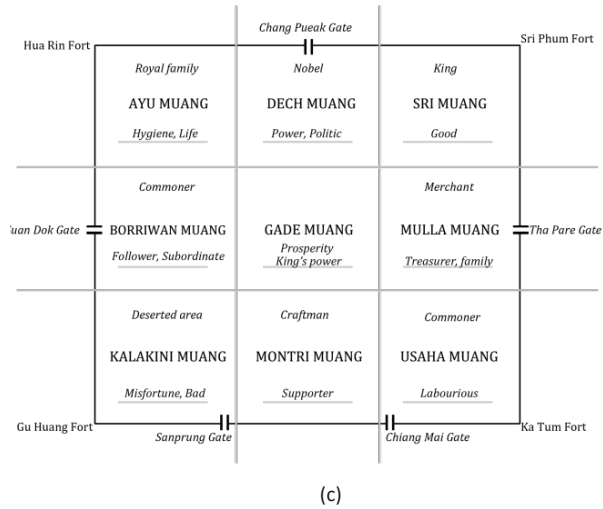 Chang Pueak Gate
Hua Rin Fort
Sri Phum Fort
Royal family
Nobel
King
AYU MUANG
DECH MUANG
SRI MUANG
Hygiene, Life
Power, Politic
Good
Commoner
Merchant
uan Dok Gate
BORRIWAN MUANG
GADE MUANG
MULLA MUANG
Tha Pare Gate
Follower, Subordinate
Prosperity
King's power
Treasurer, family
Deserted area
Craftman
Commoner
KALAKINI MUANG
MONTRI MUANG
USAHA MUANG
Misfortune, Bad
Supporter
Labourious
Gu Huang Fort
Sanprung Gate
Chiang Mai Gate
Ka Tum Fort
(c)